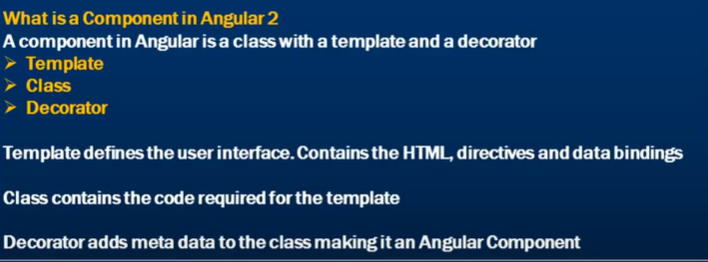 What is a Component in Angular 2
A component in Angular is a class with a template and a decorator
➢ Template
➢ Class
➢ Decorator
Template defines the user interface. Contains the HTML, directives and data bindings
Class contains the code required for the template
Decorator adds meta data to the class making it an Angular Component